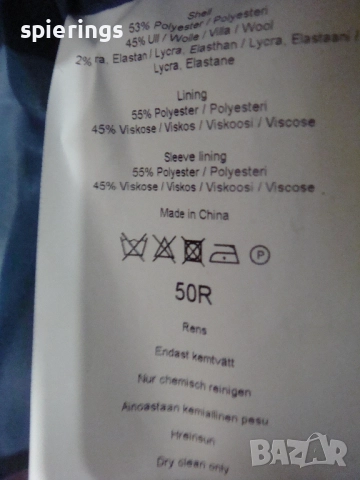 spierings
Shell
53% Polyester / Polyesteri
45% Ull / Wolle / Villa / Wool
2% ra, Elastan / Lycra, Elasthan / Lycra, Elastaani /
Lycra, Elastane
Lining
55% Polyester / Polyesteri
45% Viskose / Viskos / Viskoosi / Viscose
Sleeve lining
55% Polyester / Polyesteri
45% Viskose / Viskos / Viskoosi / Viscose
Made in China
P
50R
Rens
Endast kemtvätt
Nur chemisch reinigen
Ainoastaan kemiallinen pesu
Hreinsun
Dry clean only
BAZAR